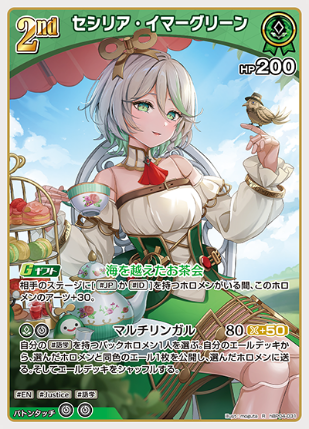 2nd
セシリア・イマーグリーン
HP200
ギフト 海を越えたお茶会
相手のステージに[#JPか#ID]を持つホロメンがいる間、このホロ
メンのアーツ+30。
マルチリンガル 80 +50
自分の#語学を持つバックホロメン1人を選ぶ。自分のエールデッキか
ら、選んだホロメンと同色のエール1枚を公開し、選んだホロメンに送
る。そしてエールデッキをシャッフルする。
#EN #Justice #語学
バトンタッチ